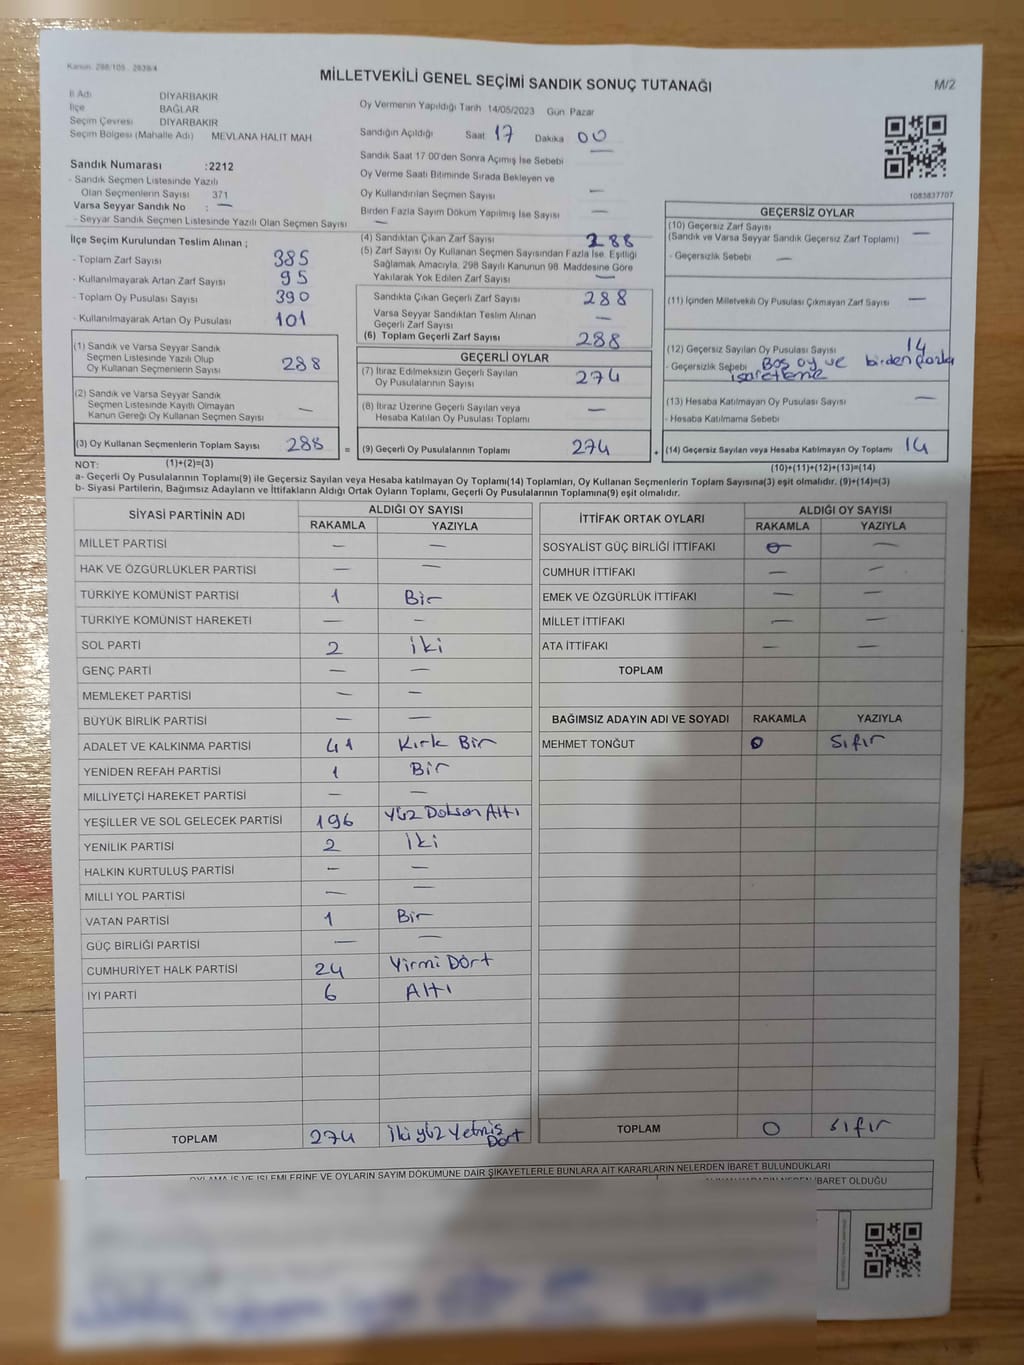 Kanun: 298/105 . 2839/4
MİLLETVEKİLİ GENEL SEÇİMİ SANDIK SONUÇ TUTANAĞI
M/2
İl Adı DİYARBAKIR
İlçe BAĞLAR
Seçim Çevresi DİYARBAKIR
Seçim Bölgesi (Mahalle Adı) MEVLANA HALİT MAH
Sandık Numarası :2212
- Sandık Seçmen Listesinde Yazılı
Olan Seçmenlerin Sayısı 371
Varsa Seyyar Sandık No : —
- Seyyar Sandık Seçmen Listesinde Yazılı Olan Seçmen Sayısı —
Oy Vermenin Yapıldığı Tarih 14/05/2023 Gün Pazar
Sandığın Açıldığı Saat 17 Dakika 00
Sandık Saat 17:00'den Sonra Açımış İse Sebebi —
Oy Verme Saati Bitiminde Sırada Bekleyen ve
Oy Kullandırılan Seçmen Sayısı —
Birden Fazla Sayım Döküm Yapılmış İse Sayısı —
1083837707
İlçe Seçim Kurulundan Teslim Alınan ;
- Toplam Zarf Sayısı 385
- Kullanılmayarak Artan Zarf Sayısı 95
- Toplam Oy Pusulası Sayısı 390
- Kullanılmayarak Artan Oy Pusulası 101
(4) Sandıktan Çıkan Zarf Sayısı 288
(5) Zarf Sayısı Oy Kullanan Seçmen Sayısından Fazla İse, Eşitliği
Sağlamak Amacıyla; 298 Sayılı Kanunun 98. Maddesine Göre
Yakılarak Yok Edilen Zarf Sayısı —
Sandıkta Çıkan Geçerli Zarf Sayısı 288
Varsa Seyyar Sandıktan Teslim Alınan
Geçerli Zarf Sayısı —
(6) Toplam Geçerli Zarf Sayısı 288
GEÇERSİZ OYLAR
(10) Geçersiz Zarf Sayısı —
(Sandık ve Varsa Seyyar Sandık Geçersiz Zarf Toplamı)
- Geçersizlik Sebebi —
(11) İçinden Milletvekili Oy Pusulası Çıkmayan Zarf Sayısı —
(12) Geçersiz Sayılan Oy Pusulası Sayısı 14
- Geçersizlik Sebebi Boş oy ve birden fazla
işaretleme
(13) Hesaba Katılmayan Oy Pusulası Sayısı —
- Hesaba Katılmama Sebebi
(14) Geçersiz Sayılan veya Hesaba Katılmayan Oy Toplamı 14
(10)+(11)+(12)+(13)=(14)
(1) Sandık ve Varsa Seyyar Sandık
Seçmen Listesinde Yazılı Olup
Oy Kullanan Seçmenlerin Sayısı 288
(2) Sandık ve Varsa Seyyar Sandık
Seçmen Listesinde Kayıtlı Olmayan
Kanun Gereği Oy Kullanan Seçmen Sayısı —
(3) Oy Kullanan Seçmenlerin Toplam Sayısı 288 =
(1)+(2)=(3)
GEÇERLİ OYLAR
(7) İtiraz Edilmeksizin Geçerli Sayılan
Oy Pusulalarının Sayısı 274
(8) İtiraz Üzerine Geçerli Sayılan veya
Hesaba Katılan Oy Pusulası Toplamı —
(9) Geçerli Oy Pusulalarının Toplamı 274 +
NOT:
a- Geçerli Oy Pusulalarının Toplamı(9) ile Geçersiz Sayılan veya Hesaba katılmayan Oy Toplamı(14) Toplamları, Oy Kullanan Seçmenlerin Toplam Sayısına(3) eşit olmalıdır. (9)+(14)=(3)
b- Siyasi Partilerin, Bağımsız Adayların ve İttifakların Aldığı Ortak Oyların Toplamı, Geçerli Oy Pusulalarının Toplamına(9) eşit olmalıdır.
SİYASİ PARTİNİN ADI ALDIĞI OY SAYISI
RAKAMLA YAZIYLA
MİLLET PARTİSİ — —
HAK VE ÖZGÜRLÜKLER PARTİSİ — —
TÜRKİYE KOMÜNİST PARTİSİ 1 Bir
TÜRKİYE KOMÜNİST HAREKETİ — —
SOL PARTİ 2 iki
GENÇ PARTİ — —
MEMLEKET PARTİSİ — —
BÜYÜK BİRLİK PARTİSİ — —
ADALET VE KALKINMA PARTİSİ 41 Kırk Bir
YENİDEN REFAH PARTİSİ 1 Bir
MİLLİYETÇİ HAREKET PARTİSİ — —
YEŞİLLER VE SOL GELECEK PARTİSİ 196 Yüz Doksan Altı
YENİLİK PARTİSİ 2 İki
HALKIN KURTULUŞ PARTİSİ — —
MİLLİ YOL PARTİSİ — —
VATAN PARTİSİ 1 Bir
GÜÇ BİRLİĞİ PARTİSİ — —
CUMHURİYET HALK PARTİSİ 24 Yirmi Dört
İYİ PARTİ 6 Altı
TOPLAM 274 iki yüz Yetmiş
Dört
İTTİFAK ORTAK OYLARI ALDIĞI OY SAYISI
RAKAMLA YAZIYLA
SOSYALİST GÜÇ BİRLİĞİ İTTİFAKI — —
CUMHUR İTTİFAKI — —
EMEK VE ÖZGÜRLÜK İTTİFAKI — —
MİLLET İTTİFAKI — —
ATA İTTİFAKI — —
TOPLAM
BAĞIMSIZ ADAYIN ADI VE SOYADI RAKAMLA YAZIYLA
MEHMET TONĞUT 0 Sıfır
TOPLAM 0 Sıfır
OYLAMA İŞ VE İŞLEMLERİNE VE OYLARIN SAYIM DÖKÜMÜNE DAİR ŞİKAYETLERLE BUNLARA AİT KARARLARIN NELERDEN İBARET BULUNDUKLARI
İBARET OLDUĞU